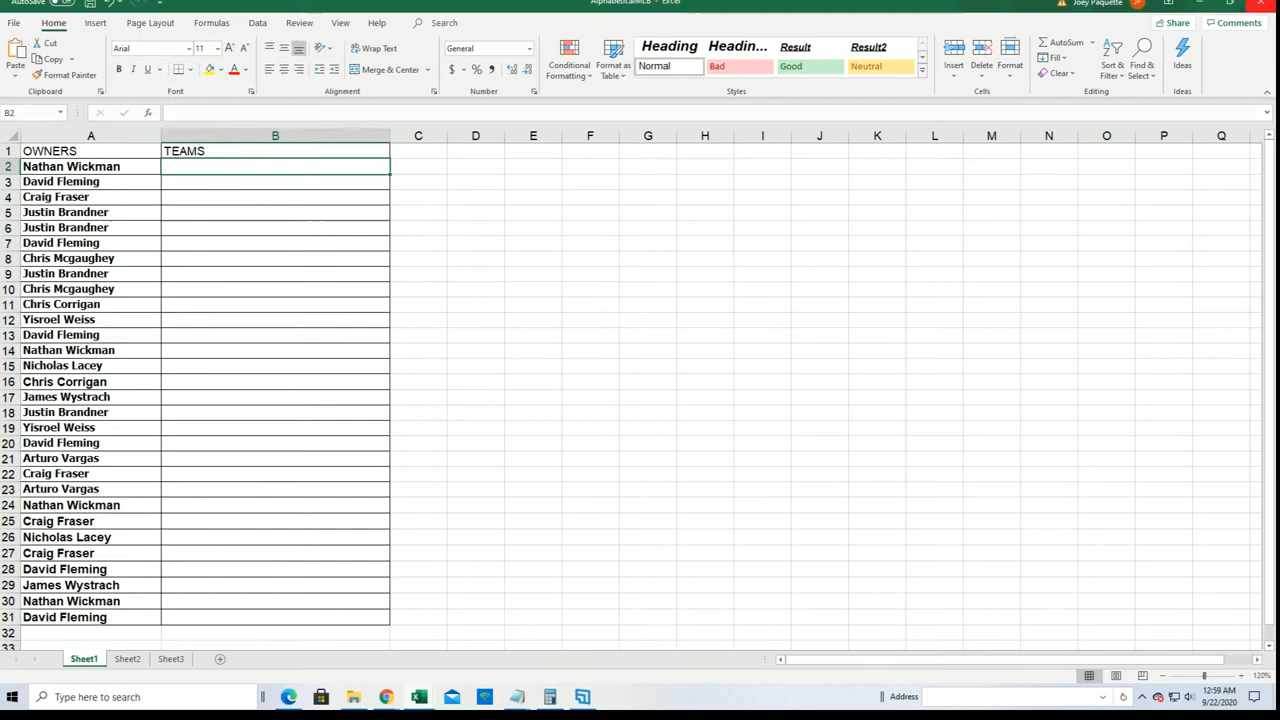 AutoSave Off AlphabeticalMLB - Excel Joey Paquette JP
File Home Insert Page Layout Formulas Data Review View Help Search Share Comments
Paste Cut Copy Format Painter Clipboard
Arial 11 A A B I U A Font
Wrap Text Merge & Center Alignment
General $ % , Number
Conditional Formatting Format as Table
Heading Headin... Result Result2
Normal Bad Good Neutral Styles
Insert Delete Format Cells
AutoSum Fill Clear Sort & Filter Find & Select Editing
Ideas Ideas
B2 fx
A B C D E F G H I J K L M N O P Q
1 OWNERS TEAMS
2 Nathan Wickman
3 David Fleming
4 Craig Fraser
5 Justin Brandner
6 Justin Brandner
7 David Fleming
8 Chris Mcgaughey
9 Justin Brandner
10 Chris Mcgaughey
11 Chris Corrigan
12 Yisroel Weiss
13 David Fleming
14 Nathan Wickman
15 Nicholas Lacey
16 Chris Corrigan
17 James Wystrach
18 Justin Brandner
19 Yisroel Weiss
20 David Fleming
21 Arturo Vargas
22 Craig Fraser
23 Arturo Vargas
24 Nathan Wickman
25 Craig Fraser
26 Nicholas Lacey
27 Craig Fraser
28 David Fleming
29 James Wystrach
30 Nathan Wickman
31 David Fleming
32
33
Sheet1 Sheet2 Sheet3
120%
Type here to search Address 12:59 AM
9/22/2020